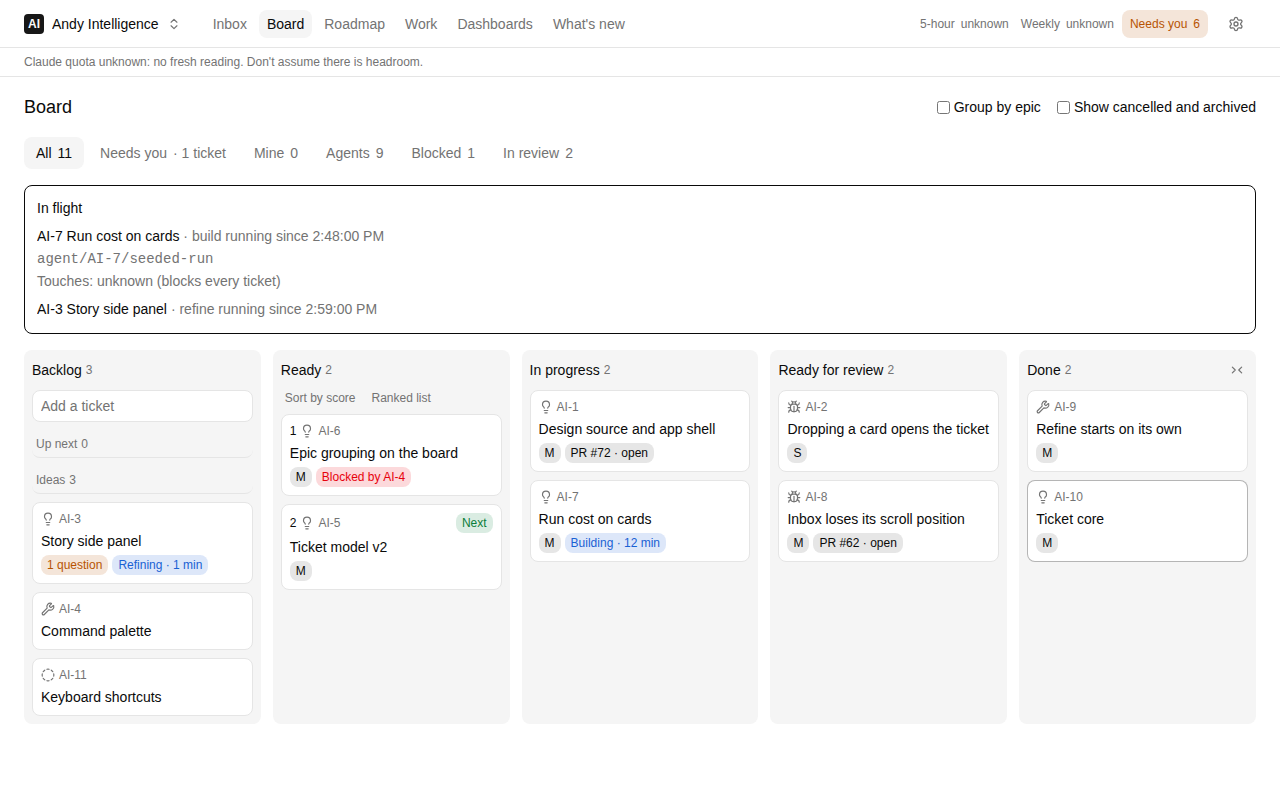 AI Andy Intelligence Inbox Board Roadmap Work Dashboards What's new 5-hour unknown Weekly unknown Needs you 6
Claude quota unknown: no fresh reading. Don't assume there is headroom.
Board Group by epic Show cancelled and archived
All 11 Needs you · 1 ticket Mine 0 Agents 9 Blocked 1 In review 2
In flight
AI-7 Run cost on cards · build running since 2:48:00 PM
agent/AI-7/seeded-run
Touches: unknown (blocks every ticket)
AI-3 Story side panel · refine running since 2:59:00 PM
Backlog 3
Add a ticket
Up next 0
Ideas 3
AI-3
Story side panel
1 question Refining · 1 min
AI-4
Command palette
AI-11
Keyboard shortcuts
Ready 2
Sort by score Ranked list
1 AI-6
Epic grouping on the board
M Blocked by AI-4
2 AI-5 Next
Ticket model v2
M
In progress 2
AI-1
Design source and app shell
M PR #72 · open
AI-7
Run cost on cards
M Building · 12 min
Ready for review 2
AI-2
Dropping a card opens the ticket
S
AI-8
Inbox loses its scroll position
M PR #62 · open
Done 2
AI-9
Refine starts on its own
M
AI-10
Ticket core
M